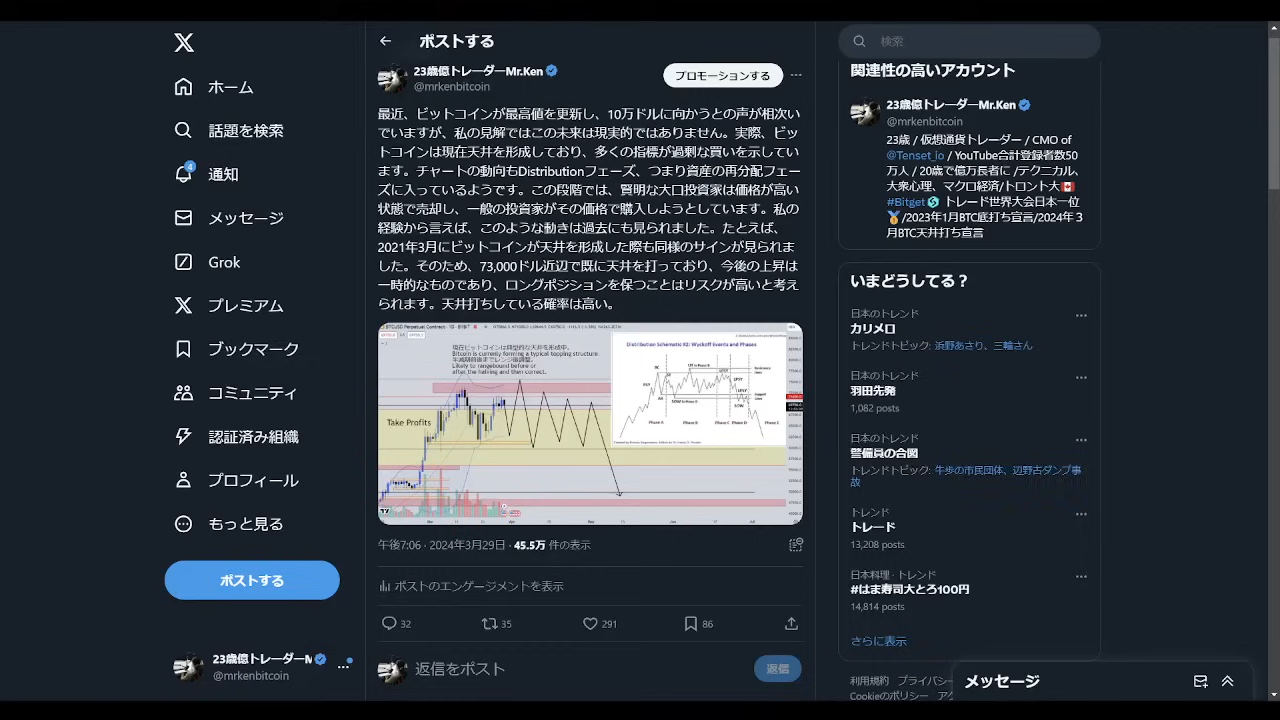 ホーム
話題を検索
4
通知
メッセージ
Grok
プレミアム
ブックマーク
コミュニティ
認証済み組織
プロフィール
もっと見る
ポストする
23歳億トレーダーM
@mrkenbitcoin
ポストする
23歳億トレーダーMr.Ken
@mrkenbitcoin
プロモーションする
最近、ビットコインが最高値を更新し、10万ドルに向かうとの声が相次い
でいますが、私の見解ではこの未来は現実的ではありません。実際、ビッ
トコインは現在天井を形成しており、多くの指標が過剰な買いを示してい
ます。チャートの動向もDistributionフェーズ、つまり資産の再分配フェー
ズに入っているようです。この段階では、賢明な大口投資家は価格が高い
状態で売却し、一般の投資家がその価格で購入しようとしています。私の
経験から言えば、このような動きは過去にも見られました。たとえば、
2021年3月にビットコインが天井を形成した際も同様のサインが見られま
した。そのため、73,000ドル近辺で既に天井を打っており、今後の上昇は
一時的なものであり、ロングポジションを保つことはリスクが高いと考え
られます。天井打ちしている確率は高い。
BTCUSD Perpetual Contract
現在ビットコインは典型的な天井を形成中。
Bitcoin is currently forming a typical topping structure.
半減期前後までレンジ後調整。
Likely to rangebound before or
after the halving and then correct.
Take Profits
Distribution Schematic #2: Wyckoff Events and Phases
Phase A
Phase B
Phase C
Phase D
Phase E
午後7:06 · 2024年3月29日 · 45.5万 件の表示
ポストのエンゲージメントを表示
32
35
291
86
返信をポスト
返信
検索
関連性の高いアカウント
23歳億トレーダーMr.Ken
@mrkenbitcoin
23歳 / 仮想通貨トレーダー / CMO of
@Tenset_io / YouTube合計登録者数50
万人 / 20歳で億万長者に /テクニカル、
大衆心理、マクロ経済/トロント大🇨🇦
#Bitget トレード世界大会日本一位
🥇/2023年1月BTC底打ち宣言/2024年３
月BTC天井打ち宣言
いまどうしてる？
日本のトレンド
カリメロ
トレンドトピック: 浜野あさり、三輪さん
日本のトレンド
羽田先発
1,082 posts
日本のトレンド
警備員の合図
トレンドトピック: 牛歩の市民団体、辺野古ダンプ事
故
トレンド
トレード
13,208 posts
日本料理 · トレンド
#はま寿司大とろ100円
14,814 posts
さらに表示
利用規約 プライバシー
Cookieのポリシー
メッセージ